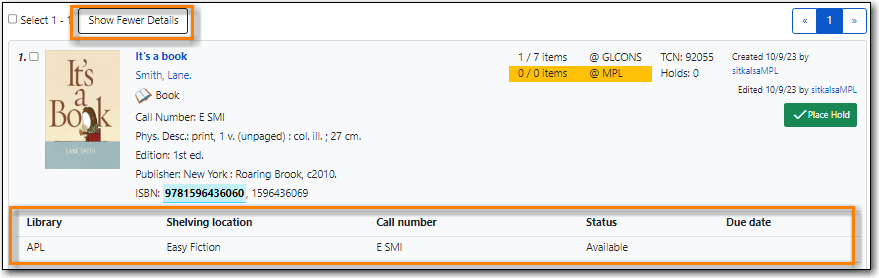 Select 1 - 1 Show Fewer Details « 1 »
1. It's a book 1 / 7 items @ GLCONS TCN: 92055 Created 10/9/23 by
sitkalsaMPL
Smith, Lane. 0 / 0 items @ MPL Holds: 0
Edited 10/9/23 by sitkalsaMPL
Book
Place Hold
Call Number: E SMI
Phys. Desc.: print, 1 v. (unpaged) : col. ill. ; 27 cm.
Edition: 1st ed.
Publisher: New York : Roaring Brook, c2010.
ISBN: 9781596436060, 1596436069
It's
a
Book
LANE SMITH
Library Shelving location Call number Status Due date
APL Easy Fiction E SMI Available